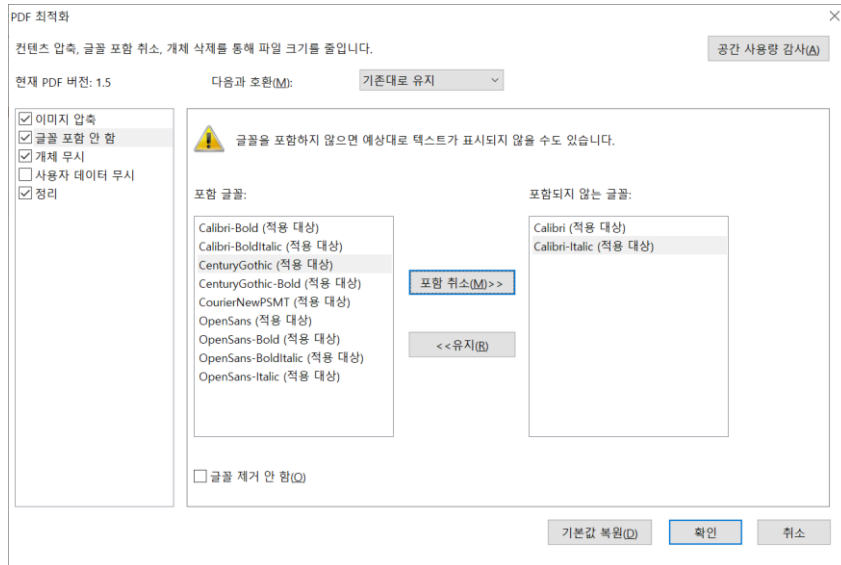 PDF 최적화
컨텐츠 압축, 글꼴 포함 취소, 개체 삭제를 통해 파일 크기를 줄입니다.
공간 사용량 감사(A)
현재 PDF 버전: 1.5
다음과 호환(M):
기존대로 유지
이미지 압축
글꼴 포함 안 함
개체 무시
사용자 데이터 무시
정리
글꼴을 포함하지 않으면 예상대로 텍스트가 표시되지 않을 수도 있습니다.
포함 글꼴:
Calibri-Bold (적용 대상)
Calibri-BoldItalic (적용 대상)
CenturyGothic (적용 대상)
CenturyGothic-Bold (적용 대상)
CourierNewPSMT (적용 대상)
OpenSans (적용 대상)
OpenSans-Bold (적용 대상)
OpenSans-BoldItalic (적용 대상)
OpenSans-Italic (적용 대상)
포함 취소(M)>>
<<유지(R)
포함되지 않는 글꼴:
Calibri (적용 대상)
Calibri-Italic (적용 대상)
글꼴 제거 안 함(O)
기본값 복원(D)
확인
취소